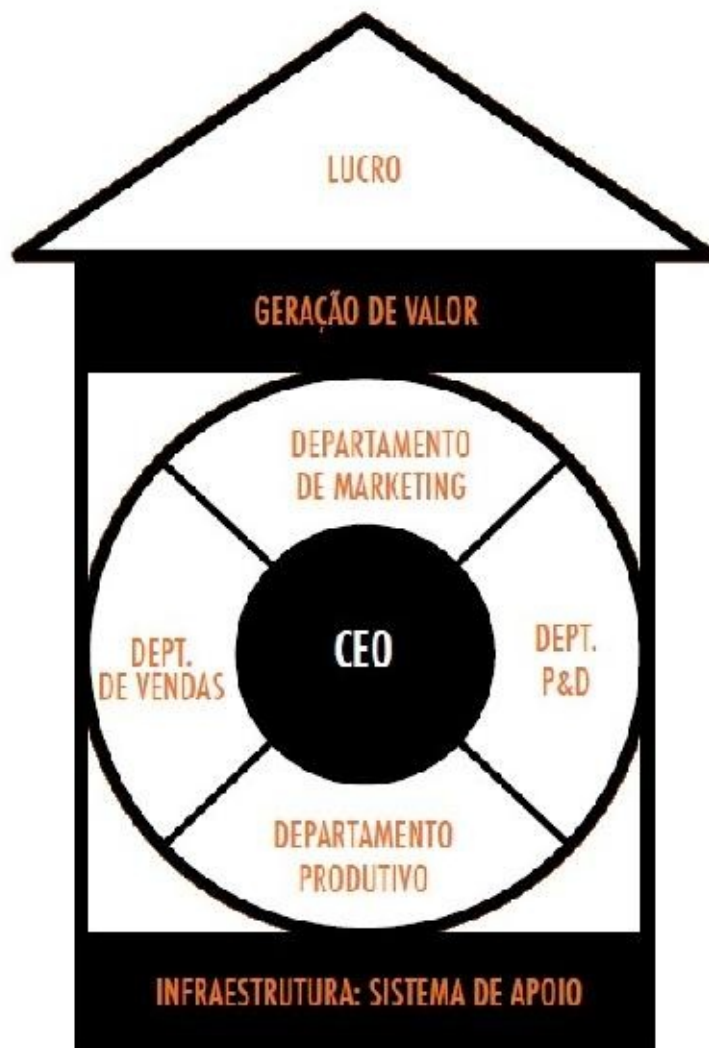 LUCRO
GERAÇÃO DE VALOR
DEPARTAMENTO
DE MARKETING
DEPT.
DE VENDAS
CEO
DEPT.
P&D
DEPARTAMENTO
PRODUTIVO
INFRAESTRUTURA: SISTEMA DE APOIO